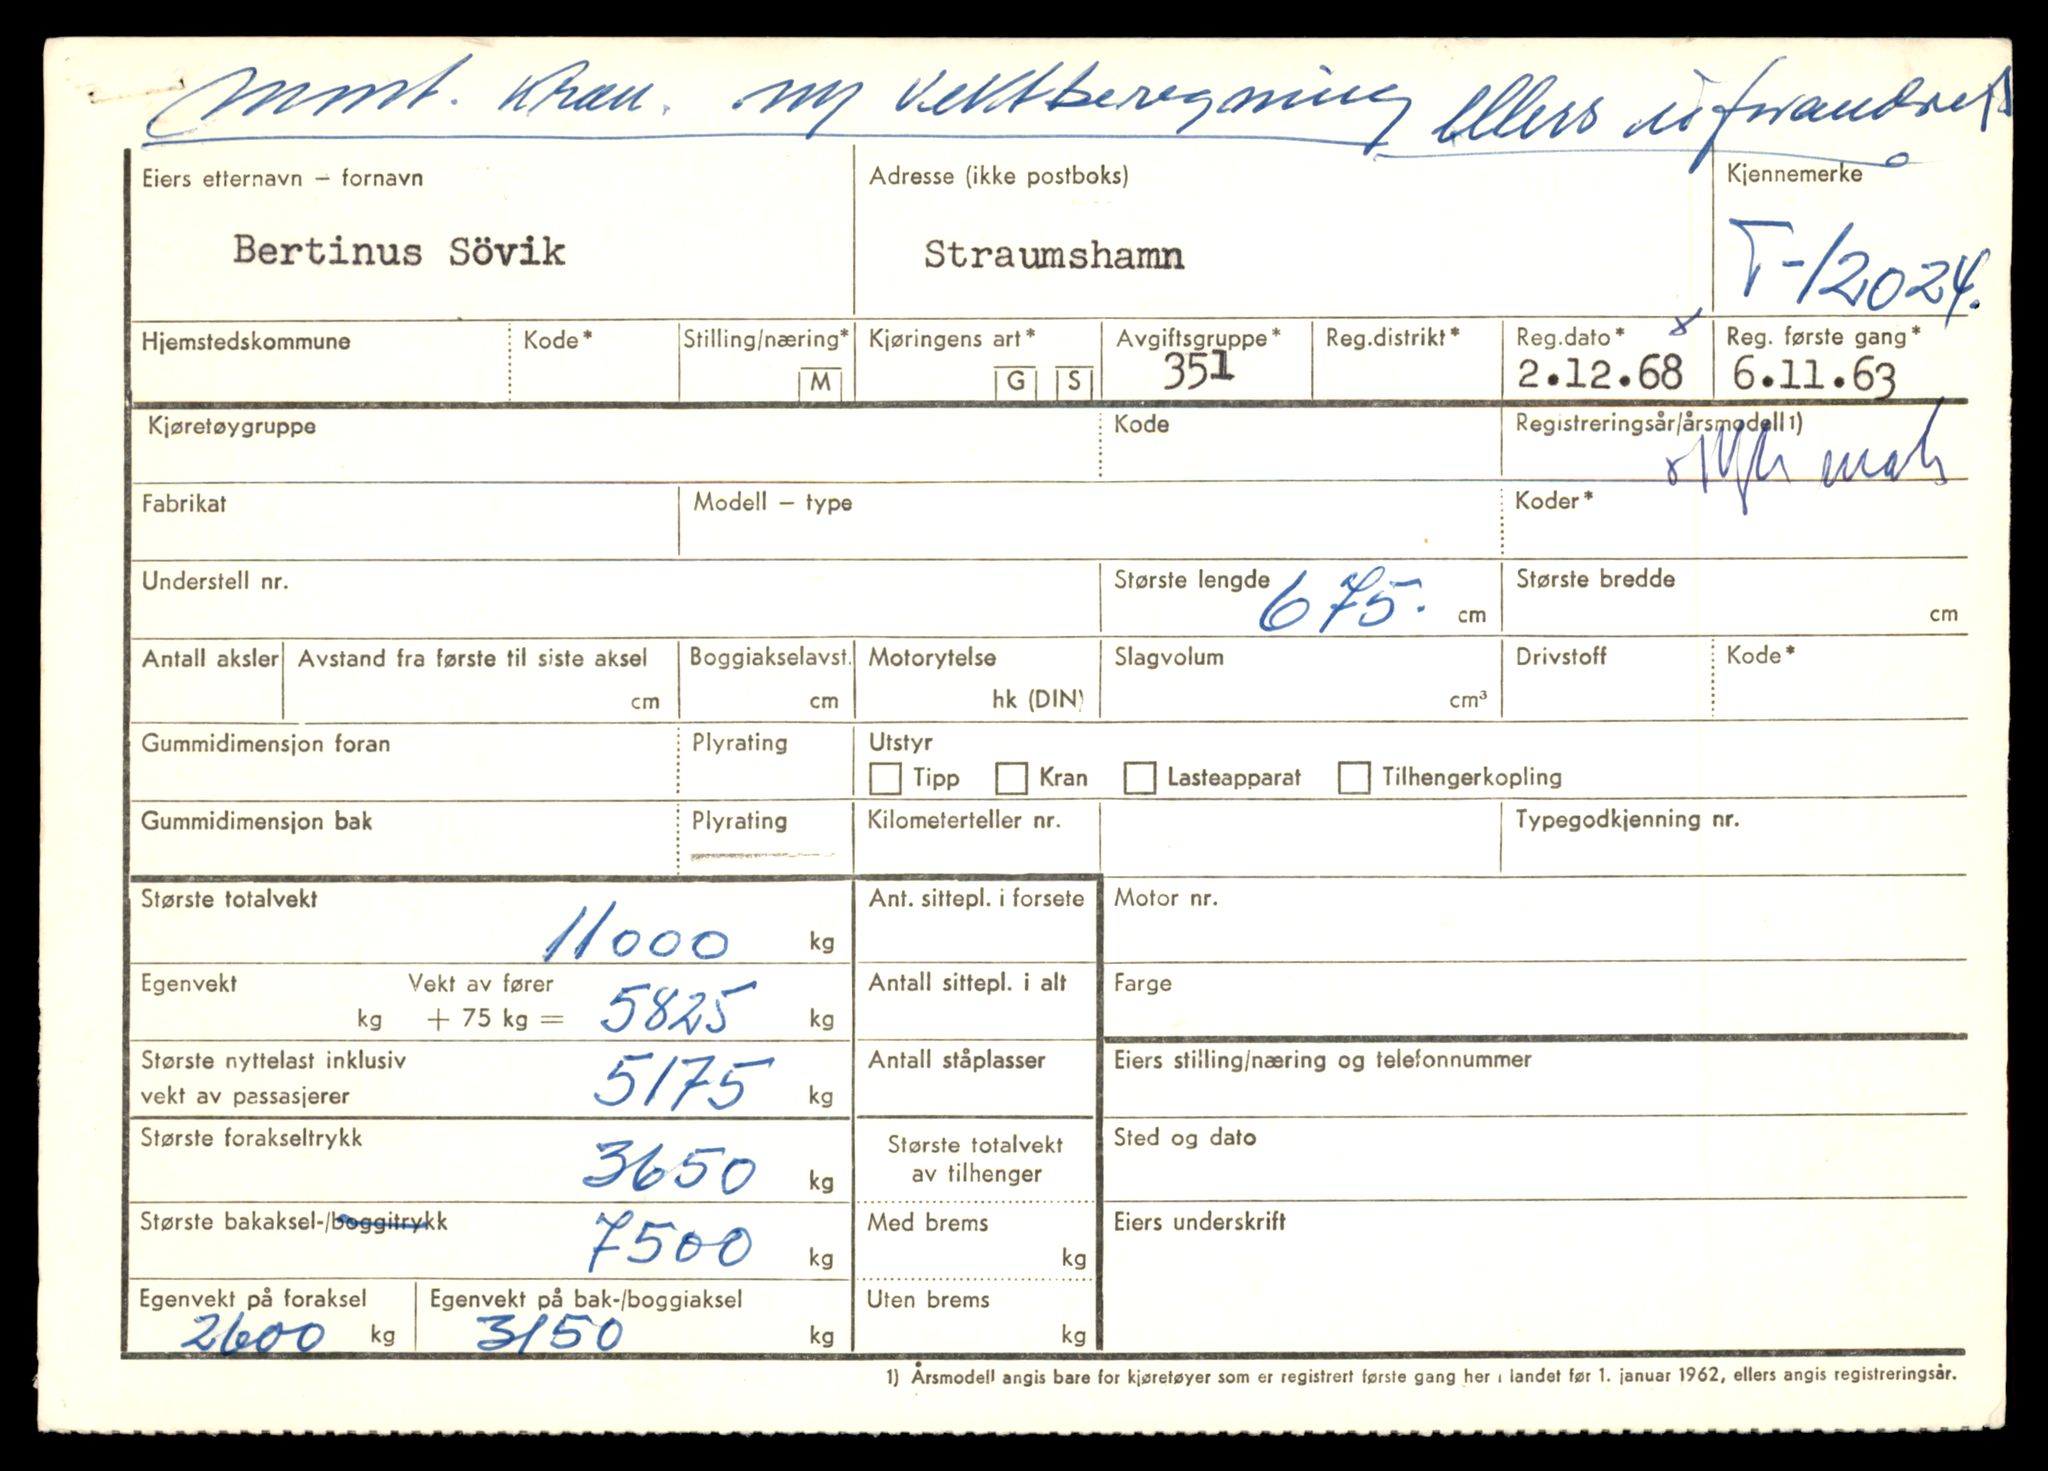 mont. kran. ny vektberegning ellers uforandret
Eiers etternavn – fornavn
Bertinus Sövik
Adresse (ikke postboks)
Straumshamn
Kjennemerke
T-12024.
Hjemstedskommune
Kode*
Stilling/næring*
M
Kjøringens art*
G S
Avgiftsgruppe*
351
Reg.distrikt*
Reg.dato* x
2.12.68
Reg. første gang*
6.11.63
Kjøretøygruppe
Kode
Registreringsår/årsmodell1)
Fabrikat
Modell – type
Koder*
Understell nr.
Største lengde
675. cm
Største bredde
cm
Antall aksler
Avstand fra første til siste aksel
cm
Boggiakselavst.
cm
Motorytelse
hk (DIN)
Slagvolum
cm³
Drivstoff
Kode*
Gummidimensjon foran
Plyrating
Utstyr
Tipp Kran Lasteapparat Tilhengerkopling
Gummidimensjon bak
Plyrating
Kilometerteller nr.
Typegodkjenning nr.
Største totalvekt
11000 kg
Ant. sittepl. i forsete
Motor nr.
Egenvekt Vekt av fører
kg + 75 kg = 5825 kg
Antall sittepl. i alt
Farge
Største nyttelast inklusiv
vekt av passasjerer 5175 kg
Antall ståplasser
Eiers stilling/næring og telefonnummer
Største forakseltrykk
3650 kg
Største totalvekt
av tilhenger
Sted og dato
Største bakaksel-/boggitrykk
7500 kg
Med brems
kg
Eiers underskrift
Egenvekt på foraksel
2600 kg
Egenvekt på bak-/boggiaksel
3150 kg
Uten brems
kg
1) Årsmodell angis bare for kjøretøyer som er registrert første gang her i landet før 1. januar 1962, ellers angis registreringsår.